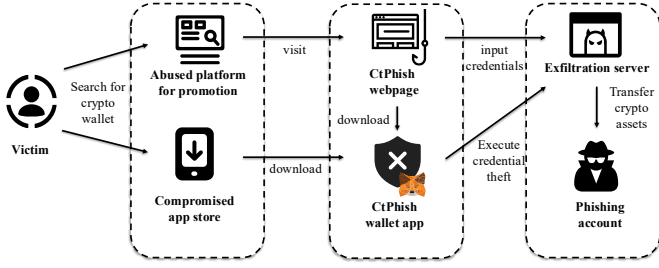 Victim
Search for
crypto
wallet
Abused platform
for promotion
Compromised
app store
visit
download
CtPhish
webpage
download
CtPhish
wallet app
input
credentials
Execute
credential
theft
Exfiltration server
Transfer
crypto
assets
Phishing
account